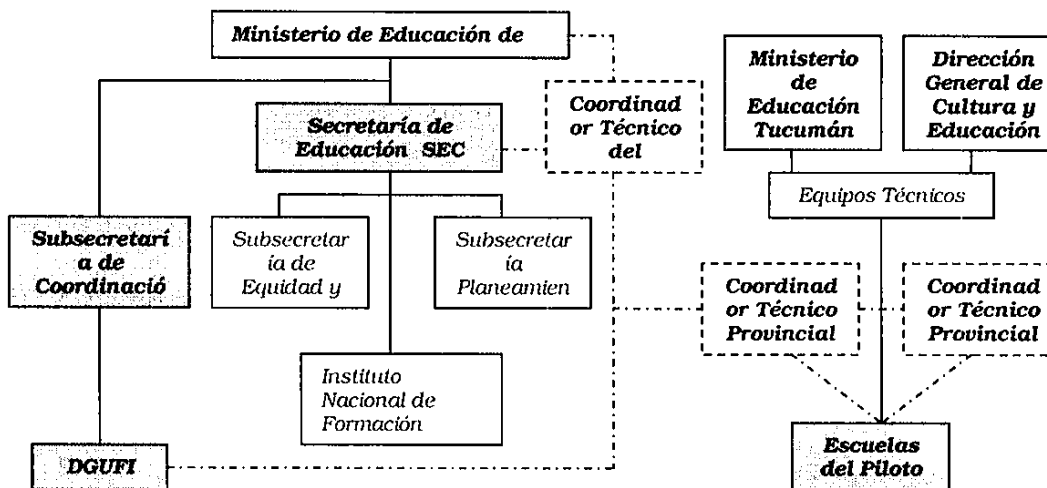 Ministerio de Educación de
Secretaría de
Educación SEC
Coordinad
or Técnico
del
Ministerio
de
Educación
Tucumán
Dirección
General de
Cultura y
Educación
Equipos Técnicos
Subsecretarí
a de
Coordinació
Subsecretar
ía de
Equidad y
Subsecretar
ía
Planeamien
Coordinad
or Técnico
Provincial
Coordinad
or Técnico
Provincial
Instituto
Nacional de
Formación
DGUFI
Escuelas
del Piloto